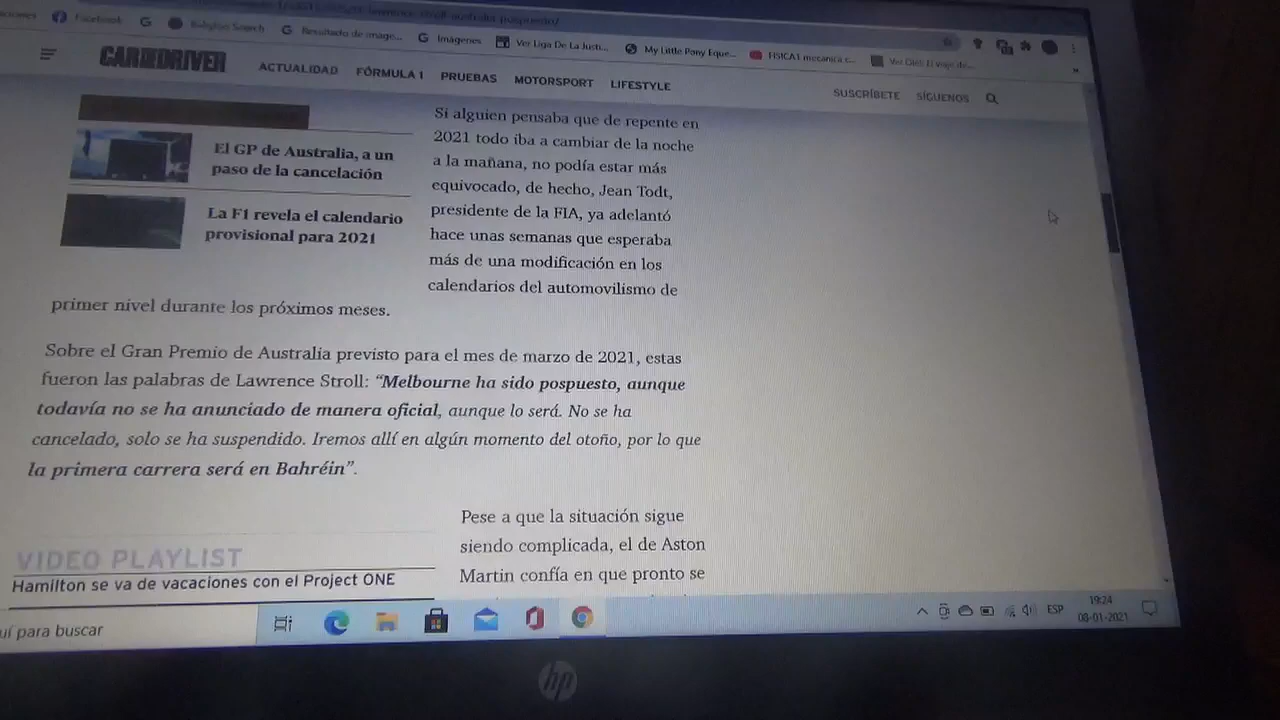 lawrence-stroll-australia-pospuesto/
Facebook
Babylon Search
Resultado de image...
Imágenes
Ver Liga De La Justi...
My Little Pony Eque...
FISICA1 mecanica c...
CAR AND DRIVER
ACTUALIDAD
FÓRMULA 1
PRUEBAS
MOTORSPORT
LIFESTYLE
SUSCRÍBETE
SÍGUENOS
El GP de Australia, a un
paso de la cancelación
La F1 revela el calendario
provisional para 2021
Si alguien pensaba que de repente en
2021 todo iba a cambiar de la noche
a la mañana, no podía estar más
equivocado, de hecho, Jean Todt,
presidente de la FIA, ya adelantó
hace unas semanas que esperaba
más de una modificación en los
calendarios del automovilismo de
primer nivel durante los próximos meses.
Sobre el Gran Premio de Australia previsto para el mes de marzo de 2021, estas
fueron las palabras de Lawrence Stroll: “Melbourne ha sido pospuesto, aunque
todavía no se ha anunciado de manera oficial, aunque lo será. No se ha
cancelado, solo se ha suspendido. Iremos allí en algún momento del otoño, por lo que
la primera carrera será en Bahréin”.
Pese a que la situación sigue
siendo complicada, el de Aston
Martin confía en que pronto se
VIDEO PLAYLIST
Hamilton se va de vacaciones con el Project ONE
uí para buscar
ESP
19:24
08-01-2021
hp